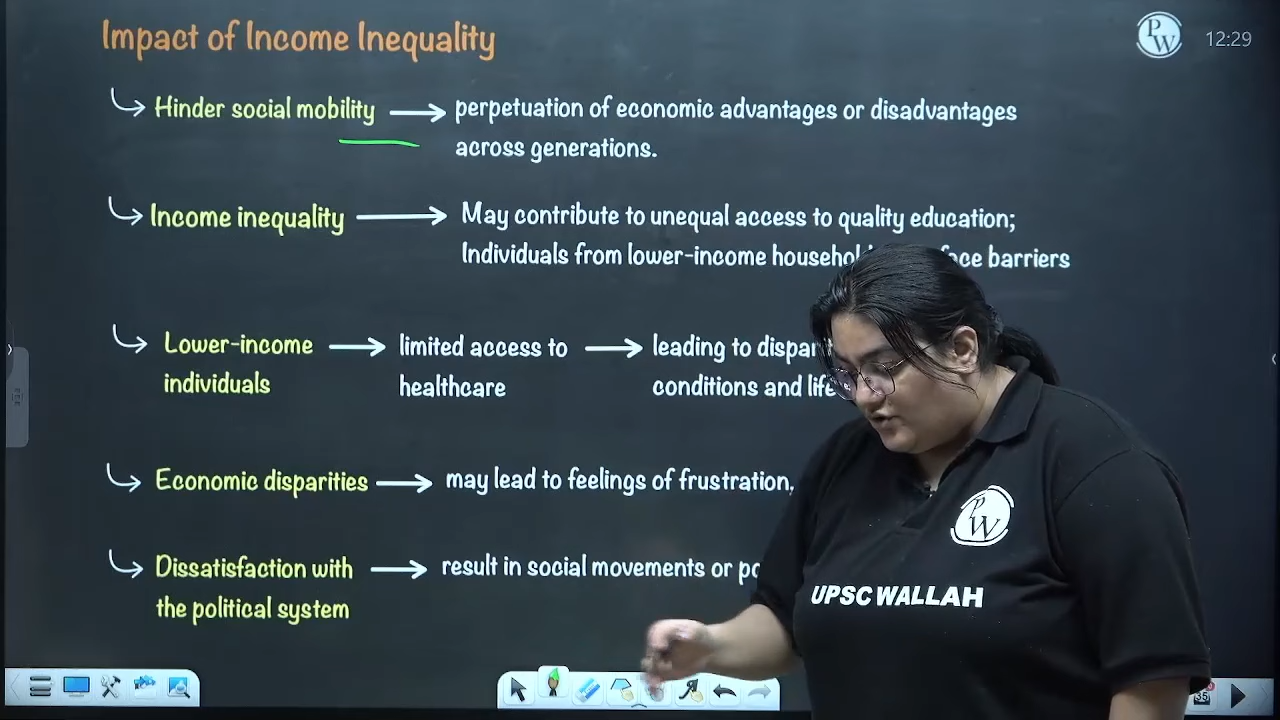 Impact of Income Inequality
PW 12:29
Hinder social mobility → perpetuation of economic advantages or disadvantages
across generations.
Income inequality → May contribute to unequal access to quality education;
Individuals from lower-income face barriers
Lower-income → limited access to → leading to
individuals healthcare conditions and life
Economic disparities → may lead to feelings of frustration,
Dissatisfaction with → result in social movements or
the political system
PW
UPSC WALLAH
35